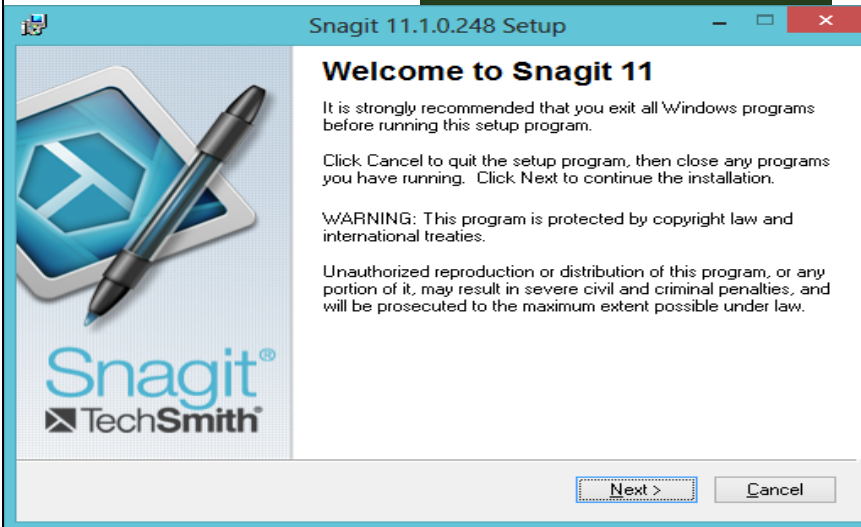 Snagit 11.1.0.248 Setup
Welcome to Snagit 11
It is strongly recommended that you exit all Windows programs
before running this setup program.
Click Cancel to quit the setup program, then close any programs
you have running.  Click Next to continue the installation.
WARNING: This program is protected by copyright law and
international treaties.
Unauthorized reproduction or distribution of this program, or any
portion of it, may result in severe civil and criminal penalties, and
will be prosecuted to the maximum extent possible under law.
Snagit®
TechSmith®
Next >
Cancel